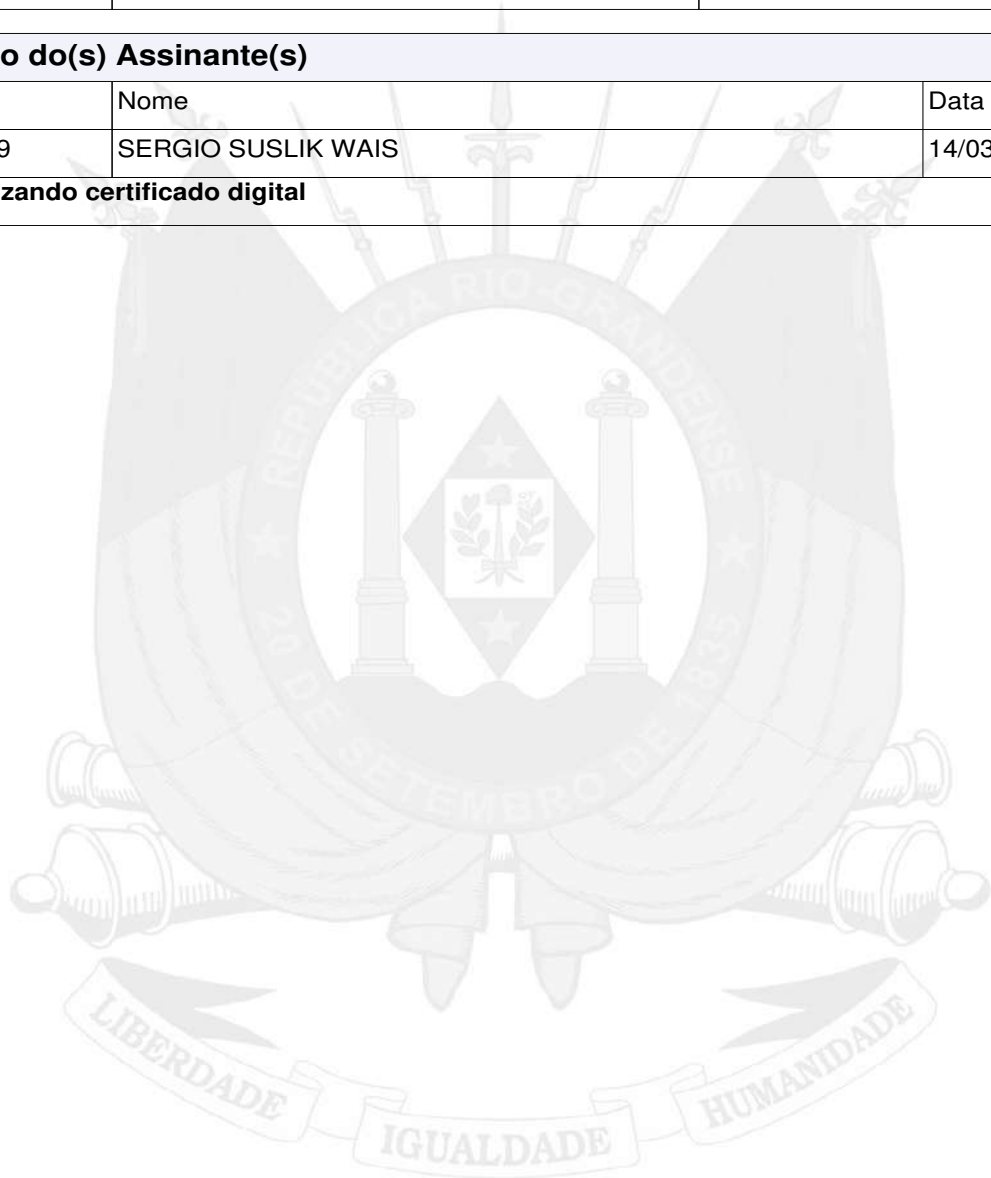 o do(s) Assinante(s)
Nome Data
9 SERGIO SUSLIK WAIS 14/03
zando certificado digital
REPÚBLICA RIO-GRANDENSE
20 DE SETEMBRO DE 1835
LIBERDADE IGUALDADE HUMANIDADE